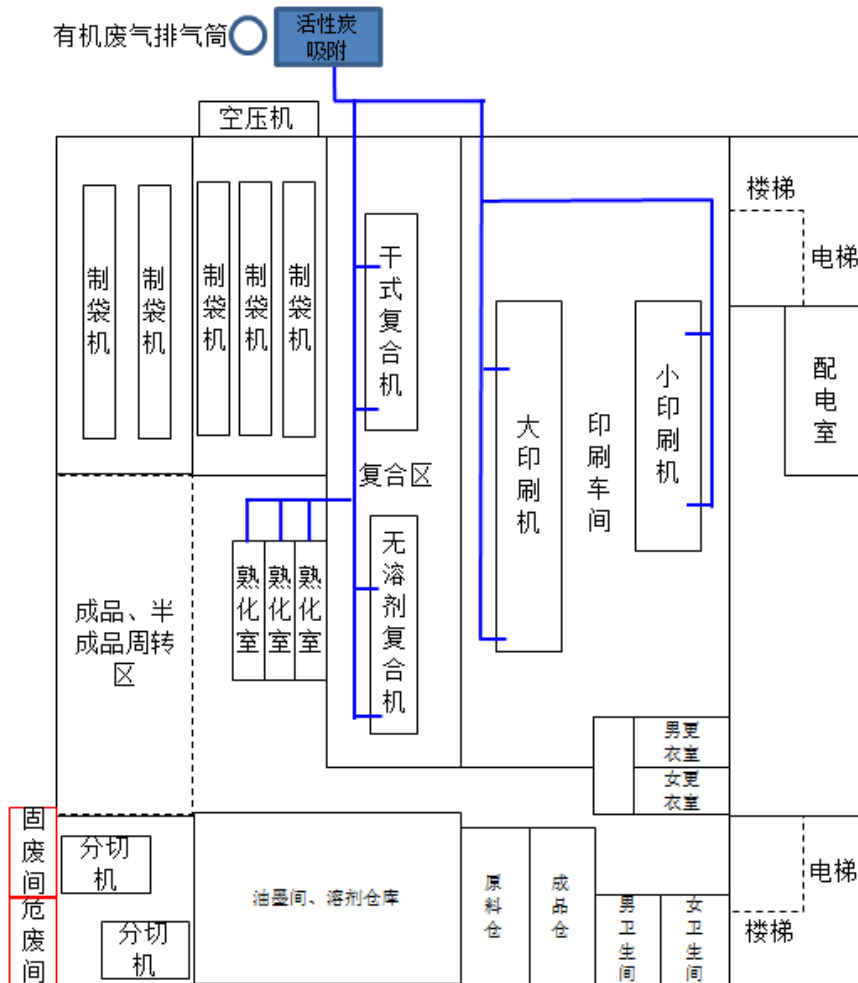 有机废气排气筒
活性炭
吸附
空压机
楼梯
电梯
制袋机
制袋机
制袋机
制袋机
制袋机
干式复合机
大印刷机
印刷车间
小印刷机
配电室
复合区
无溶剂复合机
熟化室
熟化室
熟化室
成品、半
成品周转
区
男更
衣室
女更
衣室
固废间
分切
机
危废间
分切
机
油墨间、溶剂仓库
原料仓
成品仓
男卫生间
女卫生间
电梯
楼梯